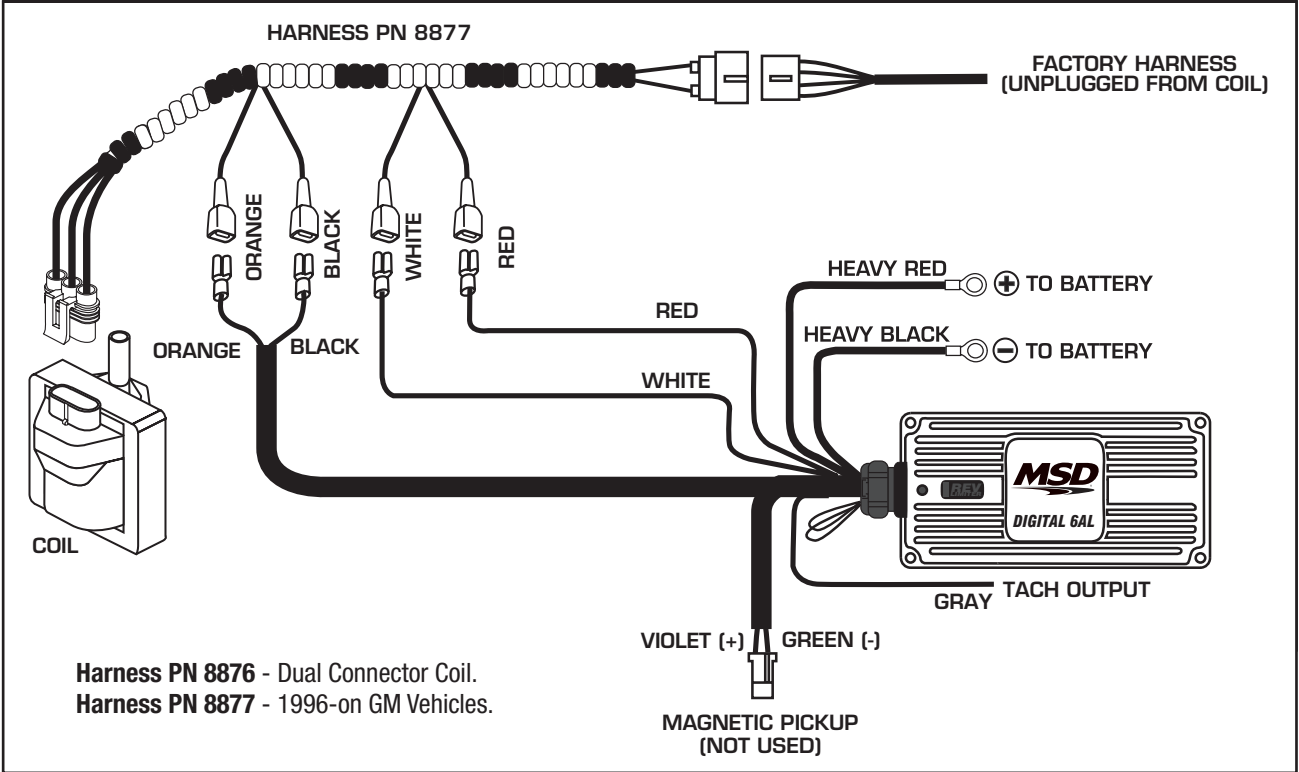 HARNESS PN 8877
FACTORY HARNESS
(UNPLUGGED FROM COIL)
ORANGE
BLACK
WHITE
RED
HEAVY RED
+ TO BATTERY
RED
HEAVY BLACK
- TO BATTERY
ORANGE
BLACK
WHITE
MSD
REV
LIMITER
DIGITAL 6AL
COIL
GRAY
TACH OUTPUT
VIOLET (+)
GREEN (-)
Harness PN 8876 - Dual Connector Coil.
Harness PN 8877 - 1996-on GM Vehicles.
MAGNETIC PICKUP
(NOT USED)